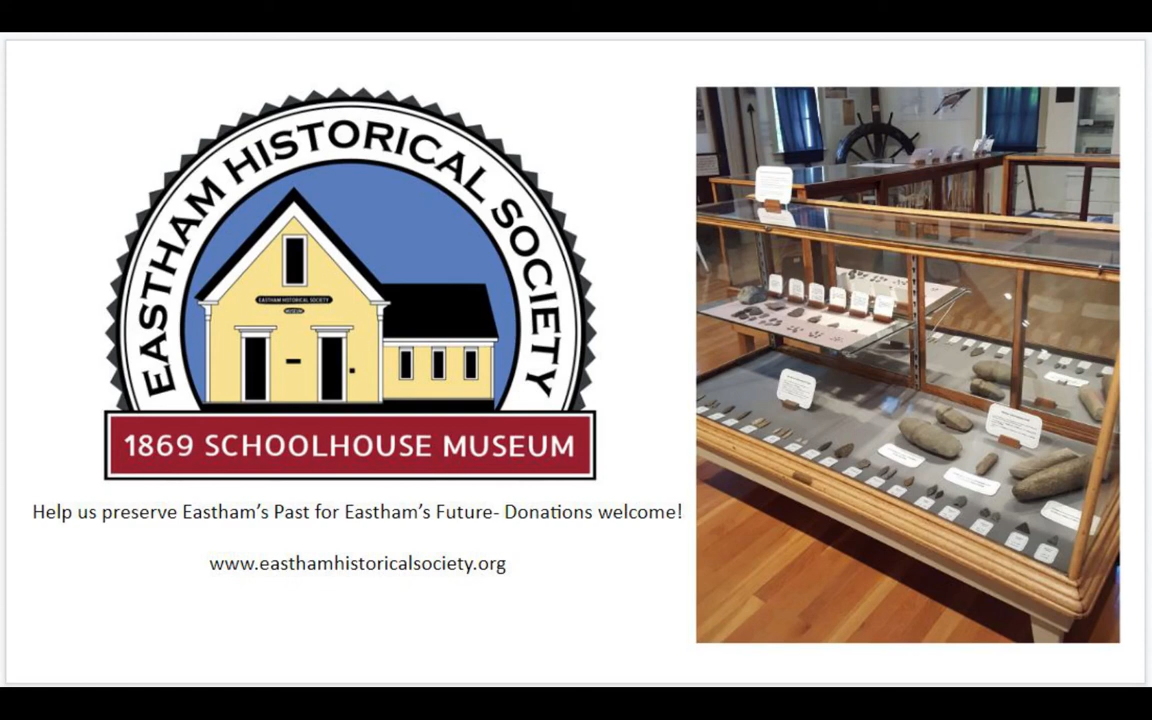 EASTHAM HISTORICAL SOCIETY
EASTHAM HISTORICAL SOCIETY
MUSEUM
1869 SCHOOLHOUSE MUSEUM
Help us preserve Eastham’s Past for Eastham’s Future- Donations welcome!
www.easthamhistoricalsociety.org